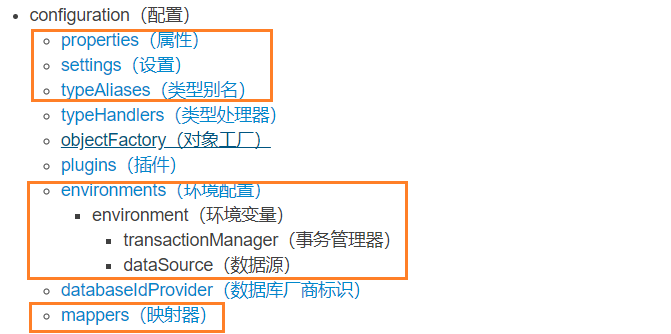 configuration（配置）
properties（属性）
settings（设置）
typeAliases（类型别名）
typeHandlers（类型处理器）
objectFactory（对象工厂）
plugins（插件）
environments（环境配置）
environment（环境变量）
transactionManager（事务管理器）
dataSource（数据源）
databaseIdProvider（数据库厂商标识）
mappers（映射器）